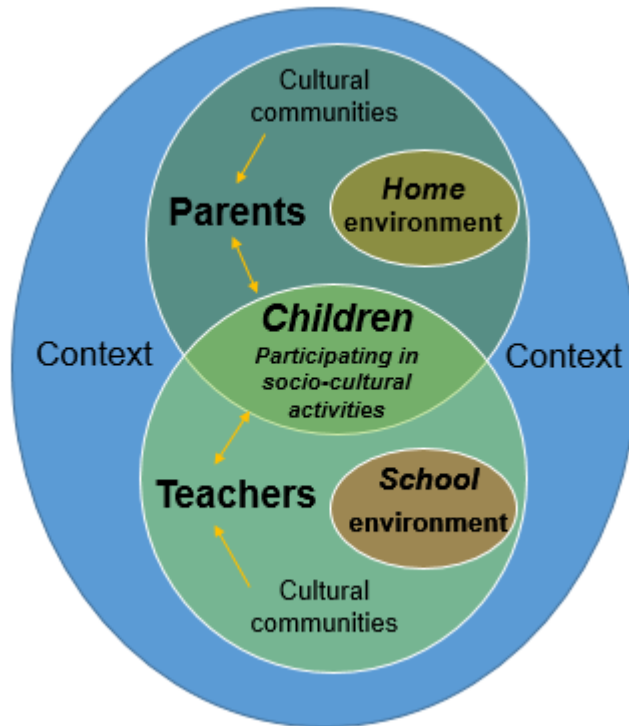 Cultural
communities
Parents
Home
environment
Children
Participating in
socio-cultural
activities
Context
Context
Teachers
School
environment
Cultural
communities